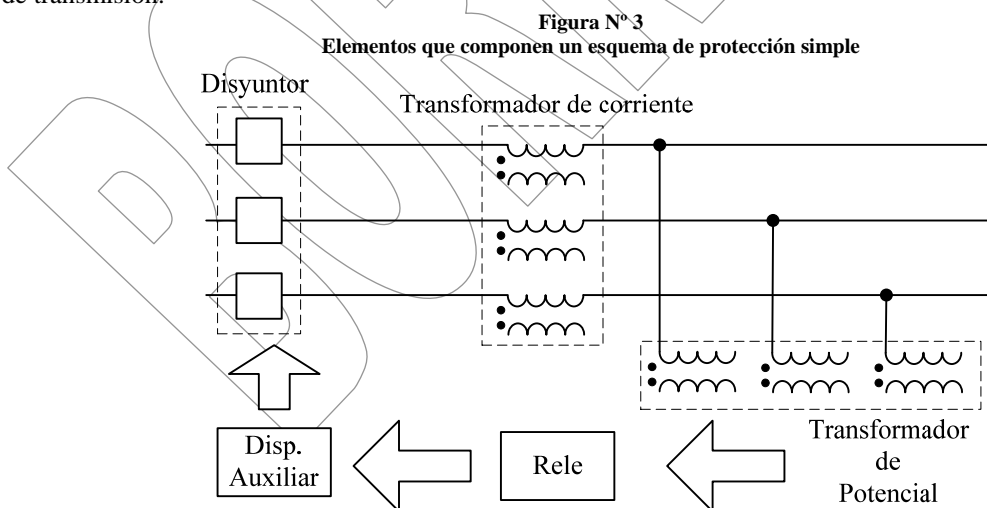 de transmisión.
Figura Nº 3
Elementos que componen un esquema de protección simple
Disyuntor
Transformador de corriente
Disp.
Auxiliar
Rele
Transformador
de
Potencial